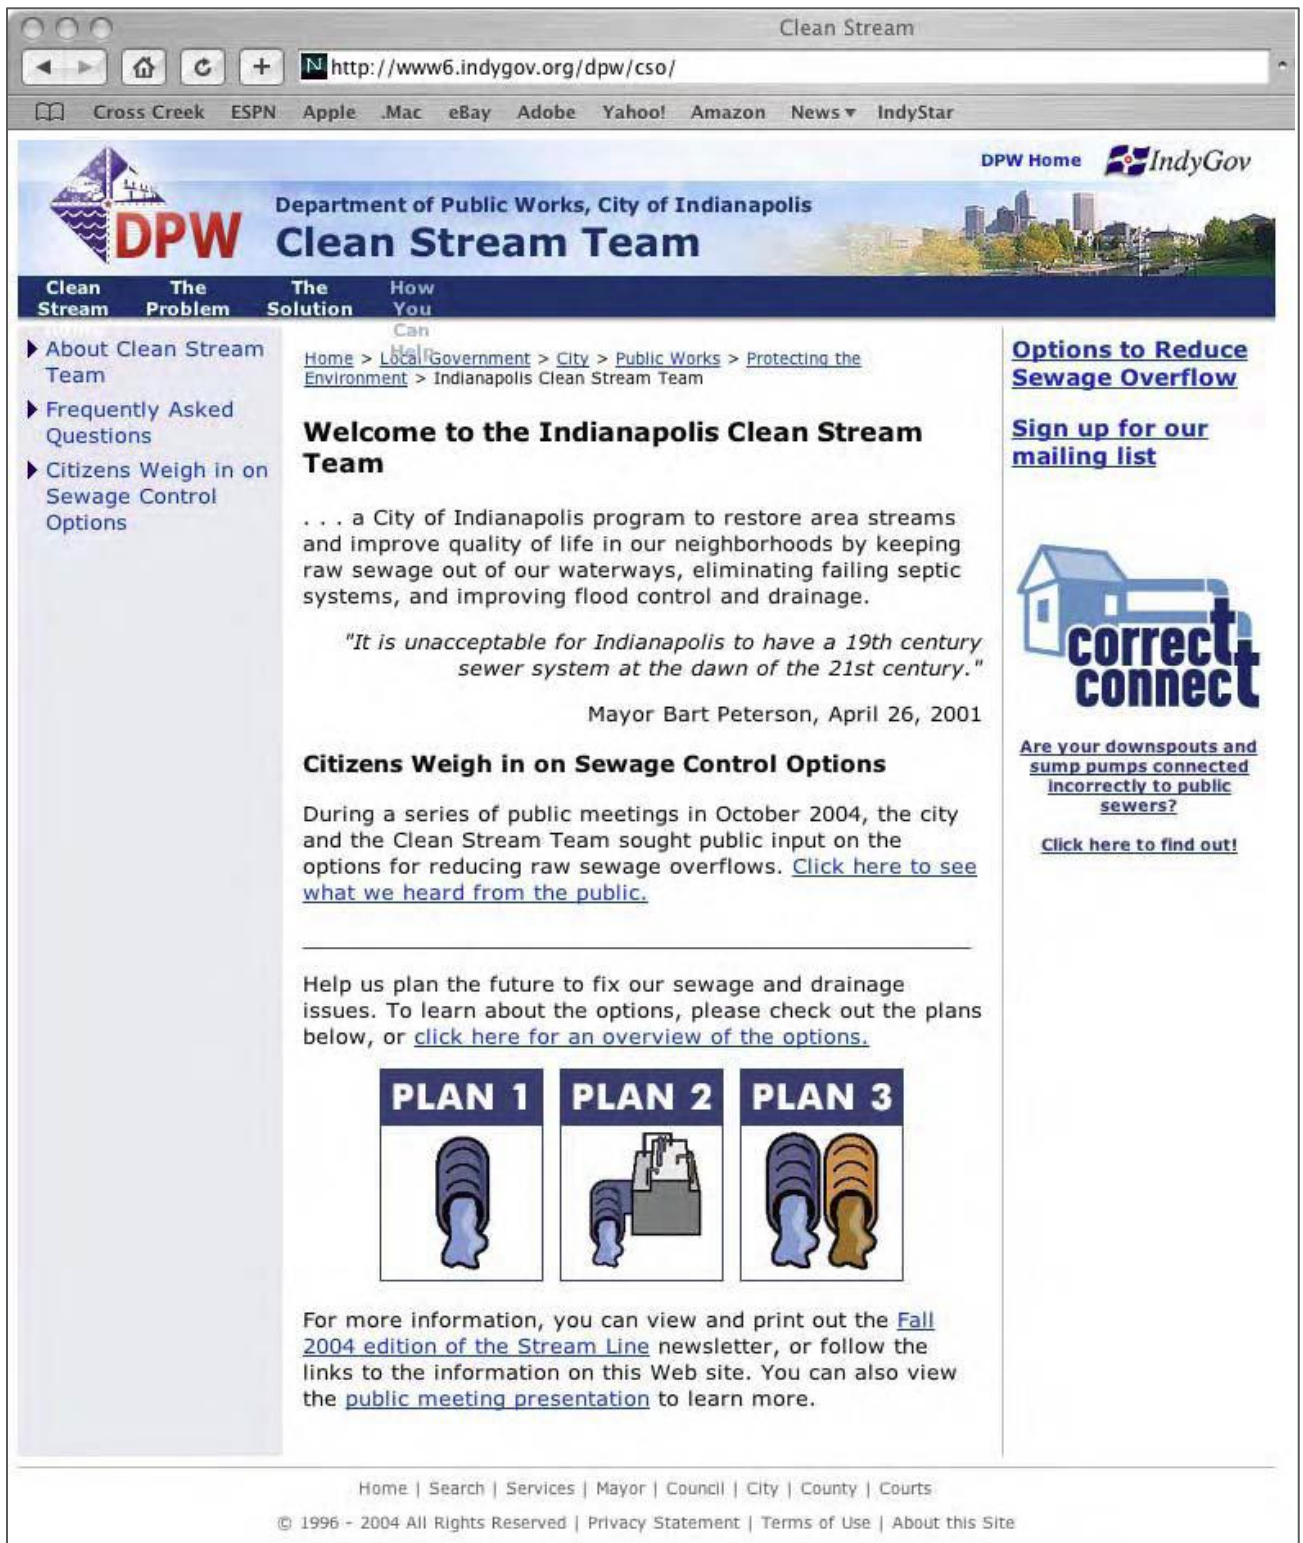 Clean Stream
http://www6.indygov.org/dpw/cso/
Cross Creek ESPN Apple .Mac eBay Adobe Yahoo! Amazon News ▾ IndyStar
DPW Home IndyGov
DPW
Department of Public Works, City of Indianapolis
Clean Stream Team
Clean Stream
The Problem
The Solution
How You Can Help
About Clean Stream
Team
Frequently Asked
Questions
Citizens Weigh in on
Sewage Control
Options
Home > Local Government > City > Public Works > Protecting the
Environment > Indianapolis Clean Stream Team
Welcome to the Indianapolis Clean Stream
Team
. . . a City of Indianapolis program to restore area streams
and improve quality of life in our neighborhoods by keeping
raw sewage out of our waterways, eliminating failing septic
systems, and improving flood control and drainage.
"It is unacceptable for Indianapolis to have a 19th century
sewer system at the dawn of the 21st century."
Mayor Bart Peterson, April 26, 2001
Citizens Weigh in on Sewage Control Options
During a series of public meetings in October 2004, the city
and the Clean Stream Team sought public input on the
options for reducing raw sewage overflows. Click here to see
what we heard from the public.
Help us plan the future to fix our sewage and drainage
issues. To learn about the options, please check out the plans
below, or click here for an overview of the options.
PLAN 1 PLAN 2 PLAN 3
For more information, you can view and print out the Fall
2004 edition of the Stream Line newsletter, or follow the
links to the information on this Web site. You can also view
the public meeting presentation to learn more.
Options to Reduce
Sewage Overflow
Sign up for our
mailing list
correct
connect
Are your downspouts and
sump pumps connected
incorrectly to public
sewers?
Click here to find out!
Home | Search | Services | Mayor | Council | City | County | Courts
© 1996 - 2004 All Rights Reserved | Privacy Statement | Terms of Use | About this Site